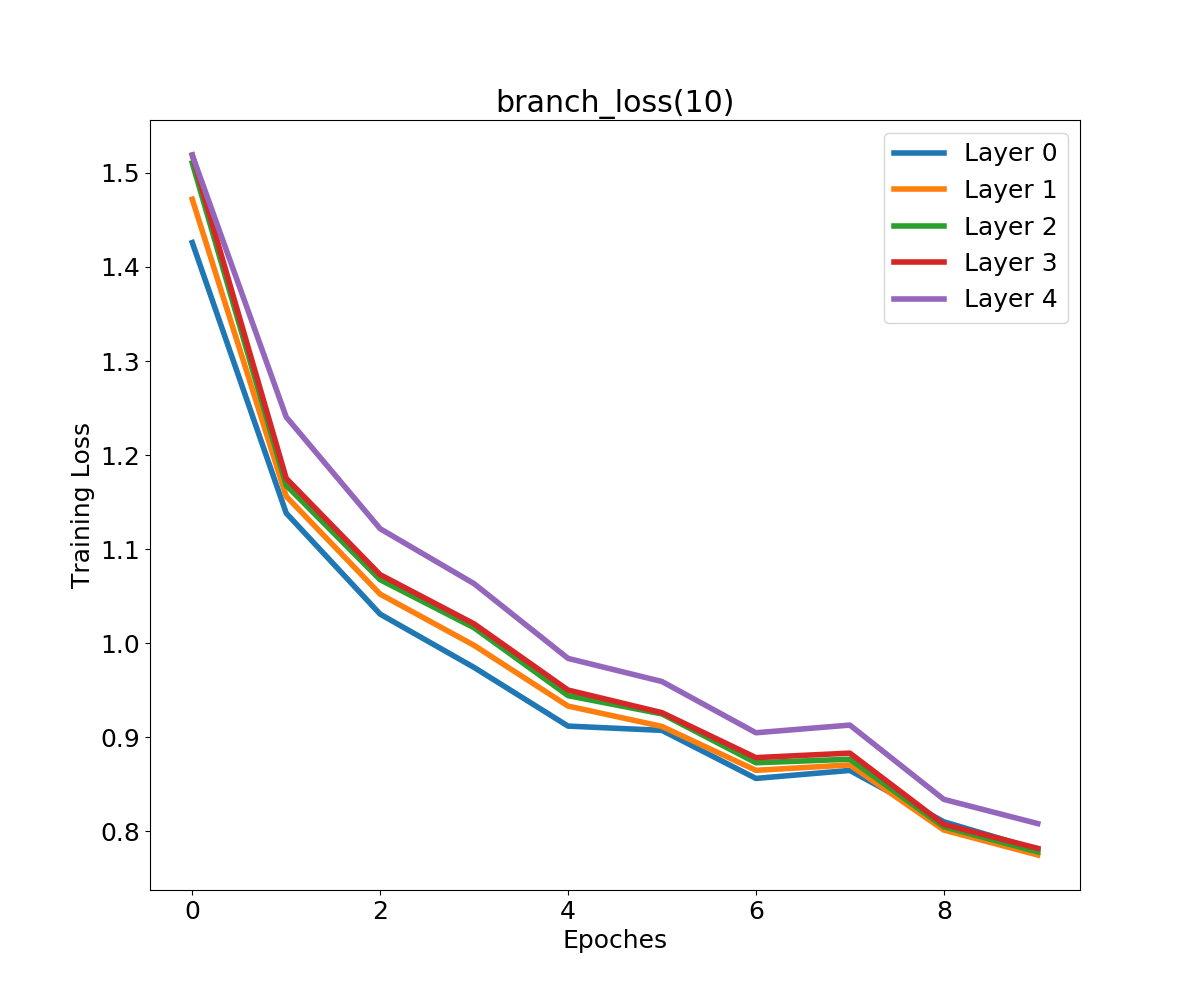 branch_loss(10)
Layer 0
Layer 1
Layer 2
Layer 3
Layer 4
1.5
1.4
1.3
1.2
1.1
1.0
0.9
0.8
Training Loss
0 2 4 6 8
Epoches